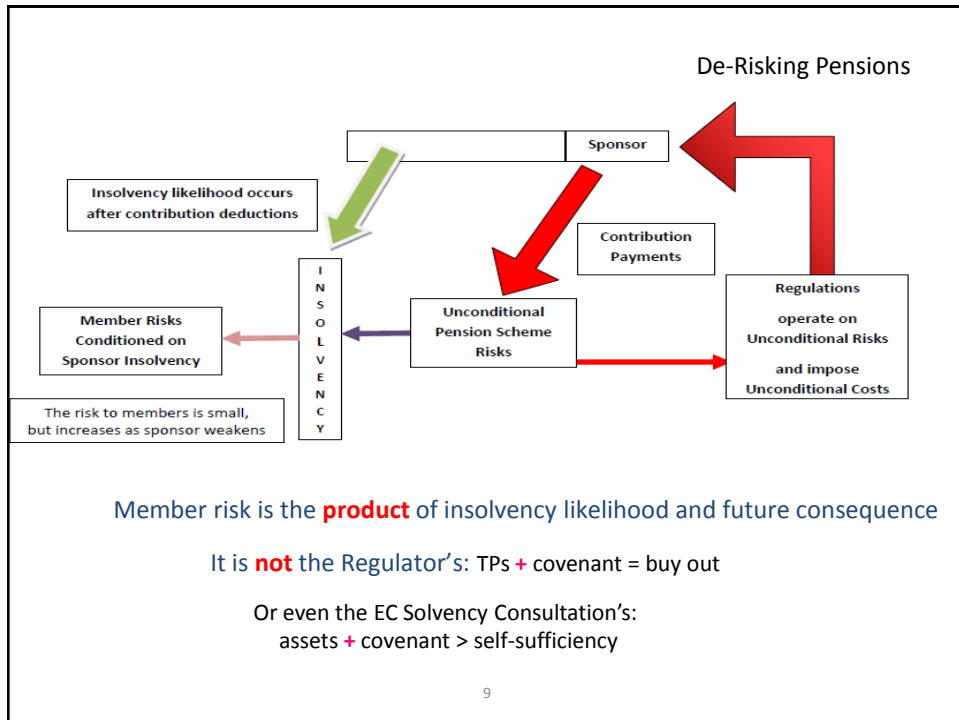 De-Risking Pensions
Sponsor
Insolvency likelihood occurs
after contribution deductions
Contribution
Payments
INSOLVENCY
Regulations
operate on
Unconditional Risks
and impose
Unconditional Costs
Unconditional
Pension Scheme
Risks
Member Risks
Conditioned on
Sponsor Insolvency
The risk to members is small,
but increases as sponsor weakens
Member risk is the product of insolvency likelihood and future consequence
It is not the Regulator's: TPs + covenant = buy out
Or even the EC Solvency Consultation's:
assets + covenant > self-sufficiency
9